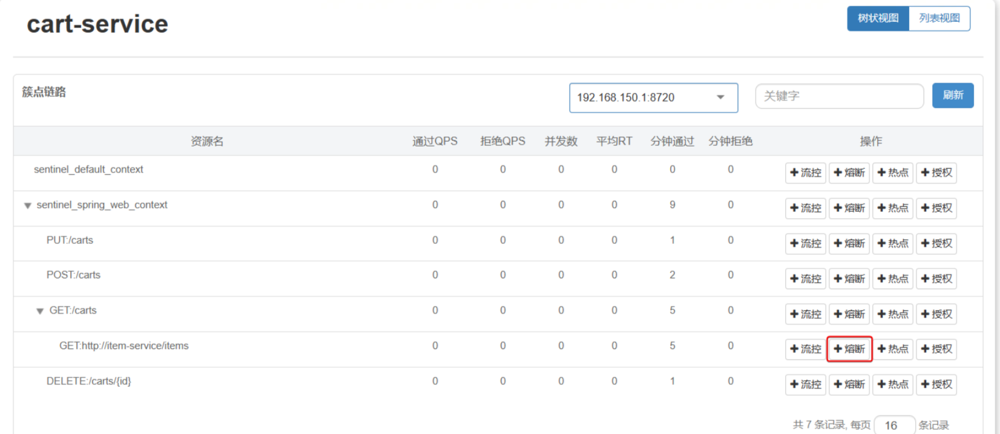 cart-service
树状视图 列表视图
簇点链路 192.168.150.1:8720 关键字 刷新
资源名 通过QPS 拒绝QPS 并发数 平均RT 分钟通过 分钟拒绝 操作
sentinel_default_context 0 0 0 0 0 0 +流控 +熔断 +热点 +授权
sentinel_spring_web_context 0 0 0 0 9 0 +流控 +熔断 +热点 +授权
PUT:/carts 0 0 0 0 1 0 +流控 +熔断 +热点 +授权
POST:/carts 0 0 0 0 2 0 +流控 +熔断 +热点 +授权
GET:/carts 0 0 0 0 5 0 +流控 +熔断 +热点 +授权
GET:http://item-service/items 0 0 0 0 5 0 +流控 +熔断 +热点 +授权
DELETE:/carts/{id} 0 0 0 0 1 0 +流控 +熔断 +热点 +授权
共 7 条记录, 每页 16 条记录